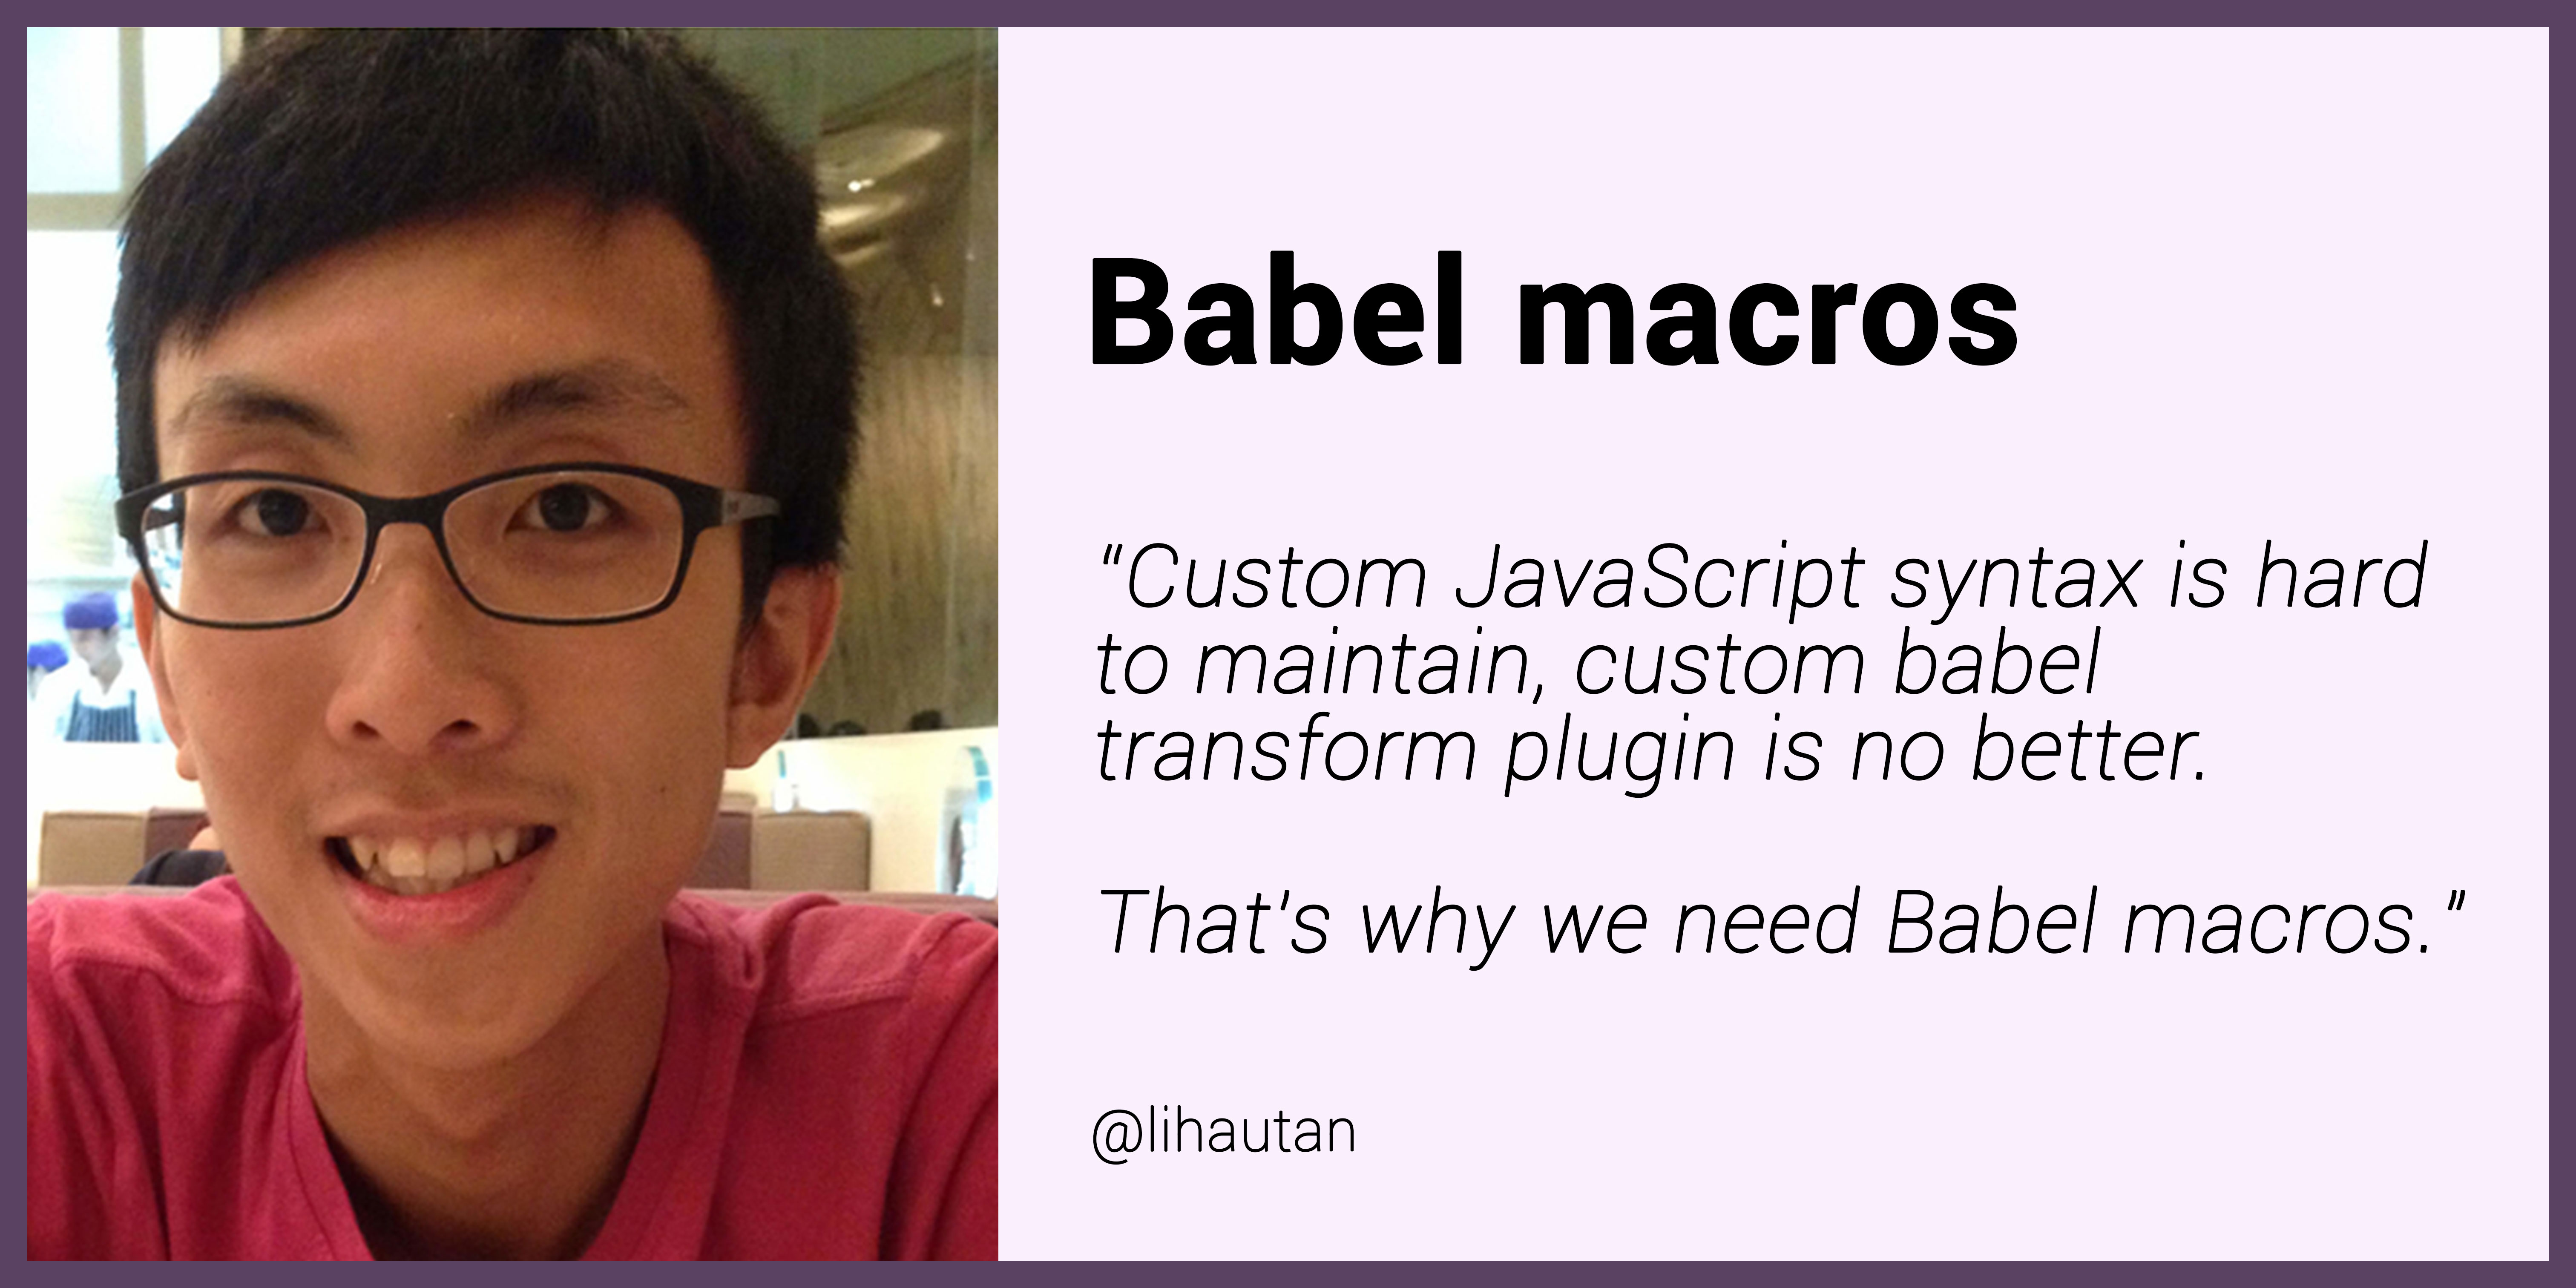 Babel macros
“Custom JavaScript syntax is hard
to maintain, custom babel
transform plugin is no better.
That's why we need Babel macros.”
@lihautan